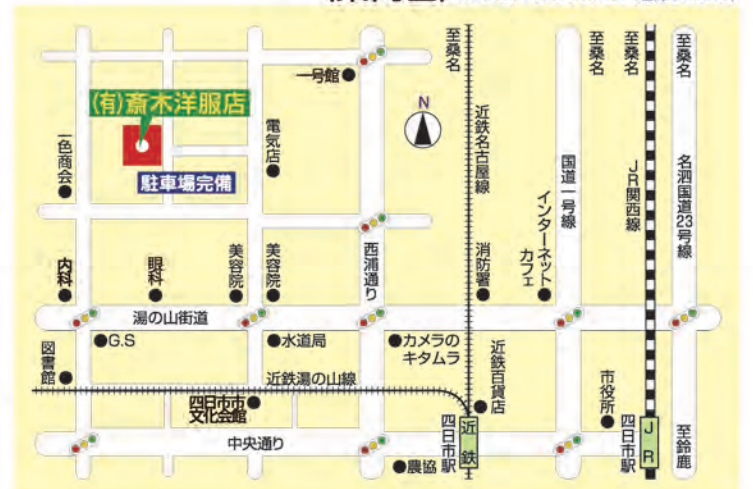 至桑名
至桑名
至桑名
至桑名
一号館
(有)斎木洋服店
駐車場完備
一色商会
電気店
N
近鉄名古屋線
国道一号線
JR関西線
名泗国道23号線
インターネット
カフェ
内科
眼科
美容院
美容院
西浦通り
消防署
湯の山街道
G.S
水道局
カメラの
キタムラ
図書館
近鉄湯の山線
近鉄百貨店
四日市市
文化会館
市役所
中央通り
農協
四日市駅
近鉄
四日市駅
JR
至鈴鹿